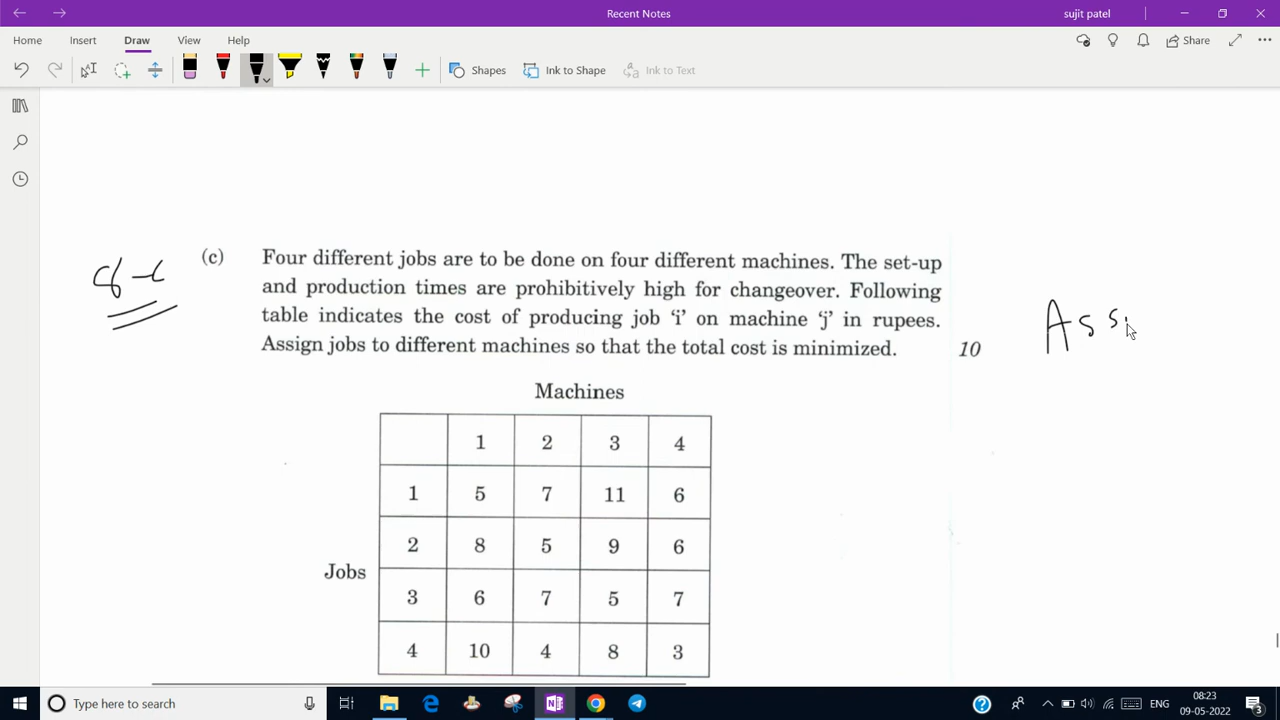 Recent Notes
sujit patel
Home Insert Draw View Help
Share
Shapes Ink to Shape Ink to Text
(c) Four different jobs are to be done on four different machines. The set-up
and production times are prohibitively high for changeover. Following
table indicates the cost of producing job 'i' on machine 'j' in rupees.
Assign jobs to different machines so that the total cost is minimized. 10
Assi
Machines
1 2 3 4
1 5 7 11 6
2 8 5 9 6
Jobs
3 6 7 5 7
4 10 4 8 3
Type here to search
ENG
08:23
09-05-2022
3